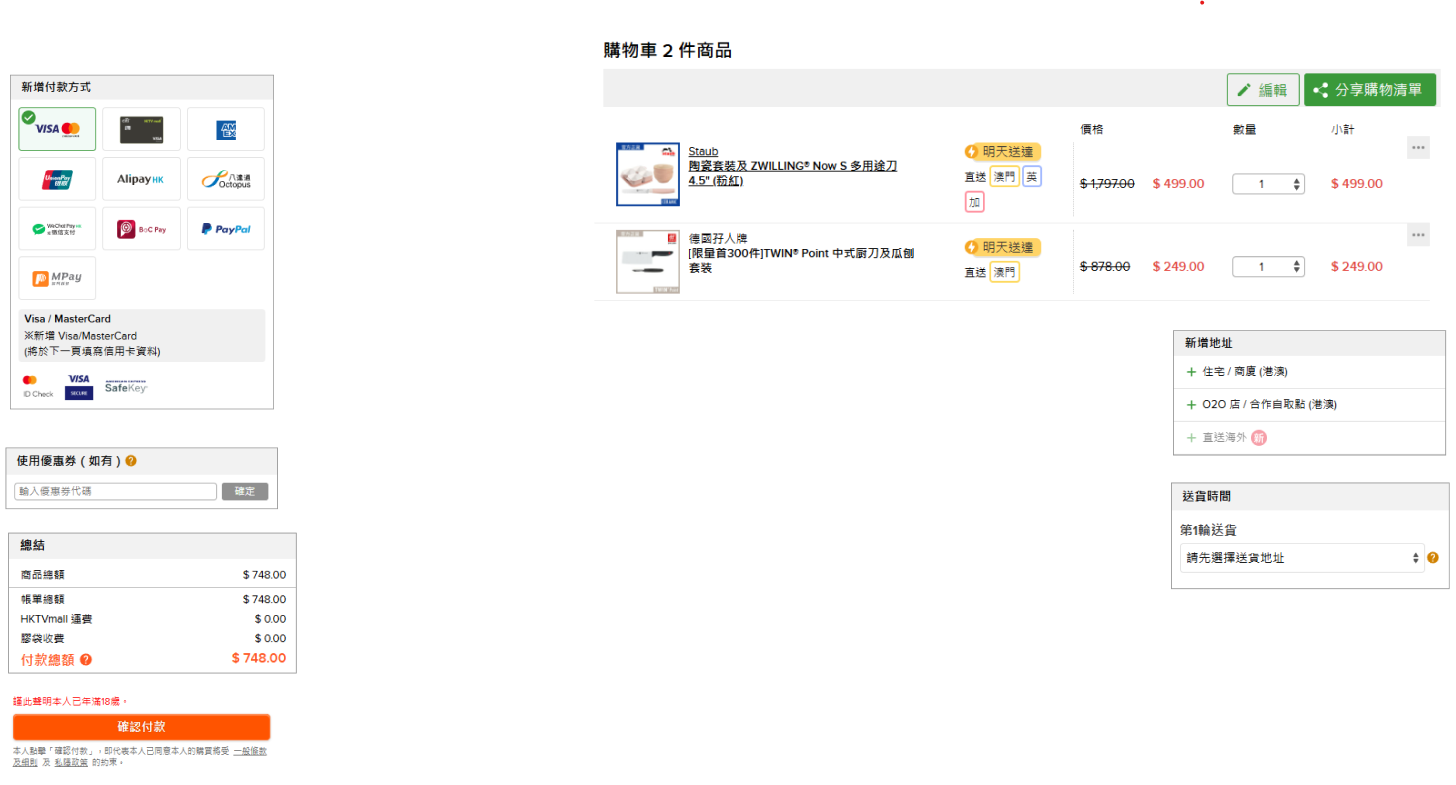 購物車 2 件商品
編輯
分享購物清單
價格
數量
小計
Staub
陶瓷套裝及 ZWILLING® Now S 多用途刀
4.5" (粉紅)
明天送達
直送 澳門 英
加
$ 1,797.00
$ 499.00
1
$ 499.00
德國孖人牌
[限量首300件]TWIN® Point 中式廚刀及瓜刨
套裝
明天送達
直送 澳門
$ 878.00
$ 249.00
1
$ 249.00
新增地址
+ 住宅 / 商廈 (港澳)
+ O2O 店 / 合作自取點 (港澳)
+ 直送海外 新
送貨時間
第1輪送貨
請先選擇送貨地址
?
新增付款方式
VISA
VISA
AM
EX
UnionPay
銀聯
AlipayHK
八達通
Octopus
WeChat Pay HK
微信支付
BoC Pay
PayPal
MPay
Visa / MasterCard
※新增 Visa/MasterCard
(將於下一頁填寫信用卡資料)
ID Check
VISA
SECURE
SafeKey
使用優惠券 ( 如有 ) ?
輸入優惠券代碼
確定
總結
商品總額 $ 748.00
帳單總額 $ 748.00
HKTVmall 運費 $ 0.00
膠袋收費 $ 0.00
付款總額 ? $ 748.00
謹此聲明本人已年滿18歲。
確認付款
本人點擊「確認付款」，即代表本人已同意本人的購買將受 一般條款
及細則 及 私隱政策 的約束。